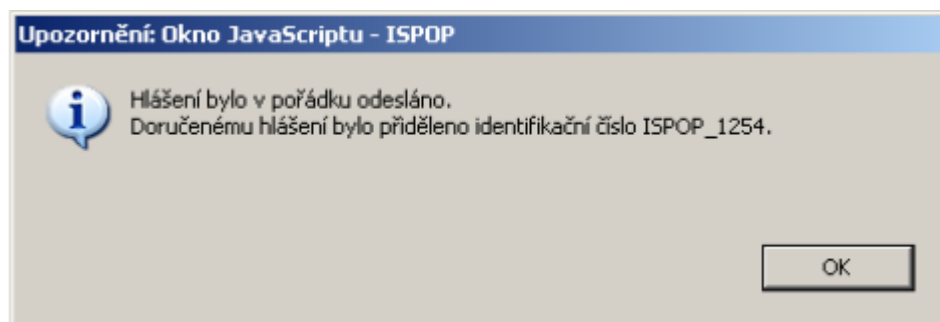 Upozornění: Okno JavaScriptu - ISPOP
Hlášení bylo v pořádku odesláno.
Doručenému hlášení bylo přiděleno identifikační číslo ISPOP_1254.
OK